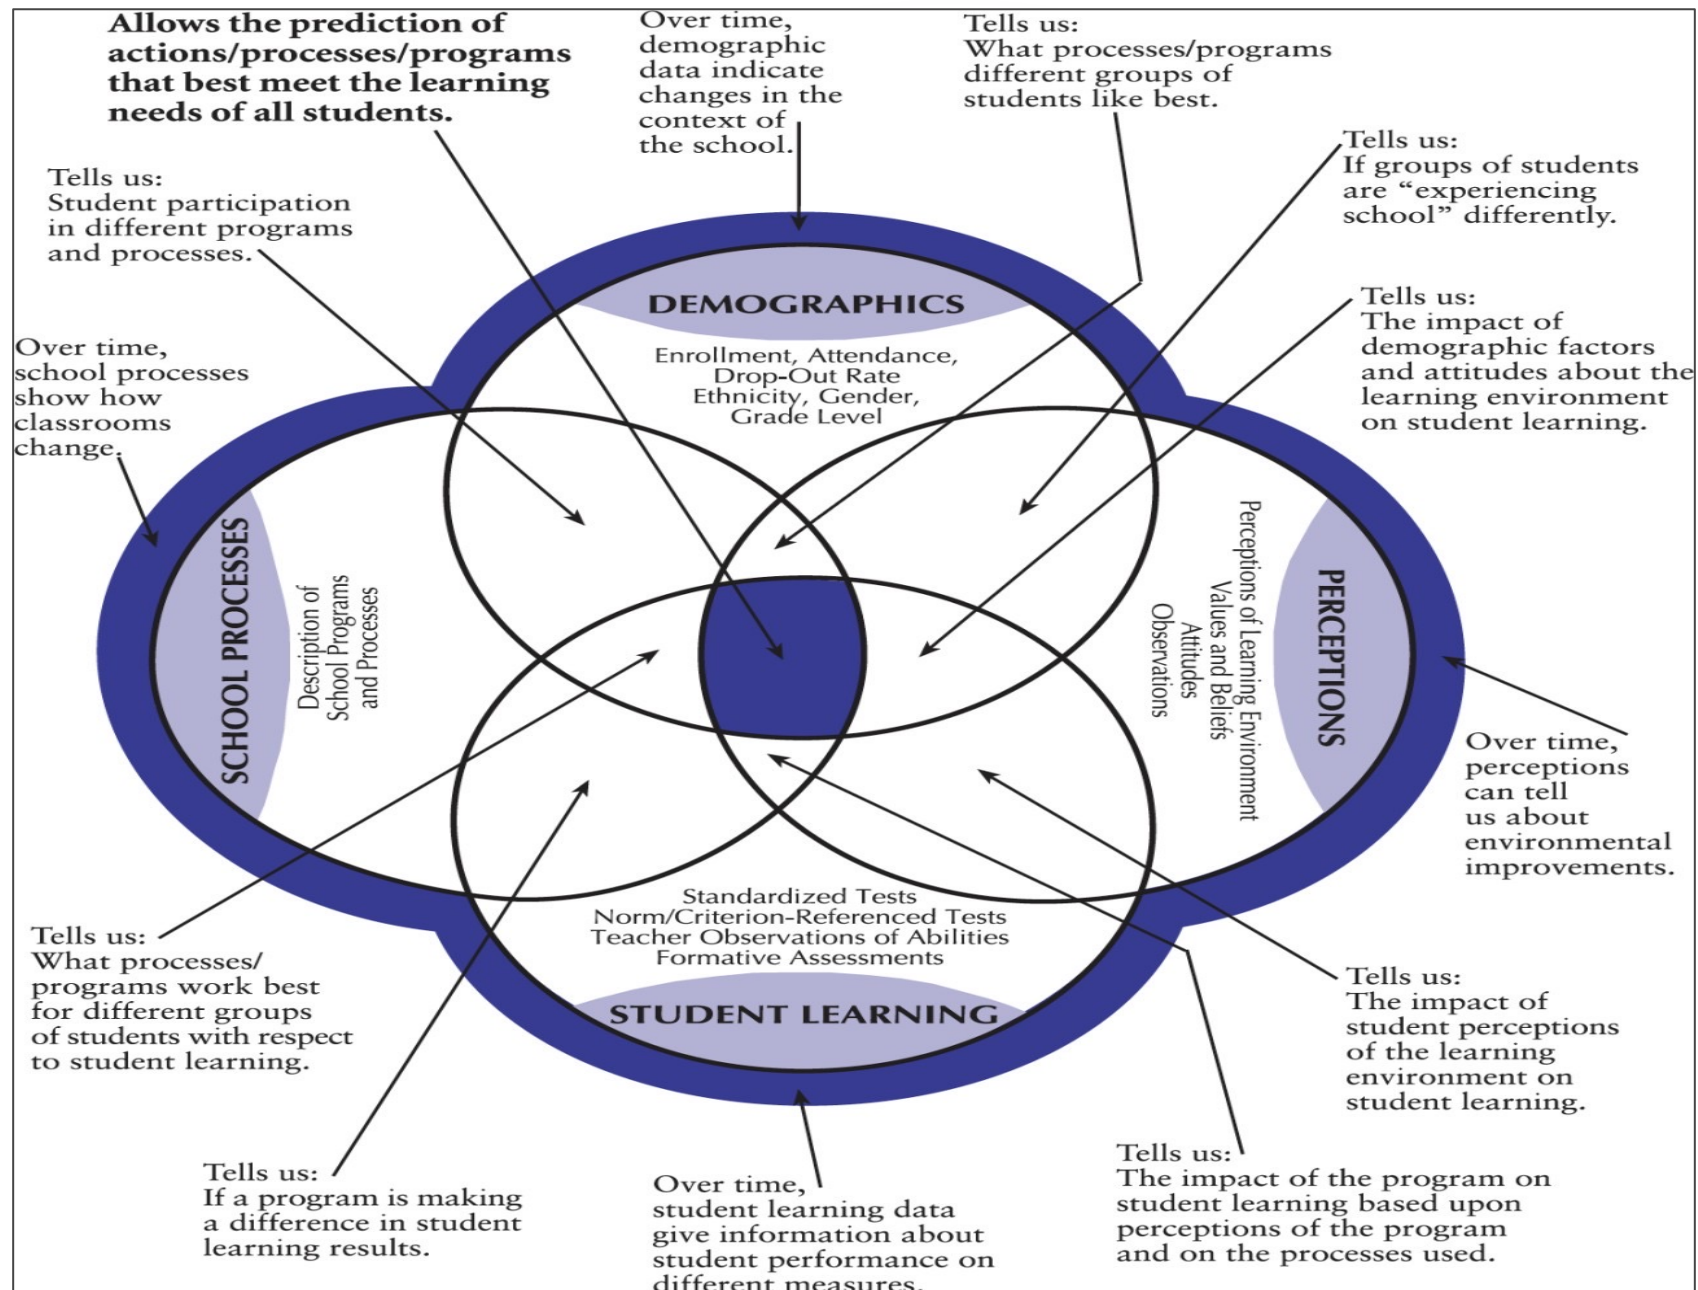 Allows the prediction of
actions/processes/programs
that best meet the learning
needs of all students.
Over time,
demographic
data indicate
changes in the
context of
the school.
Tells us:
What processes/programs
different groups of
students like best.
Tells us:
If groups of students
are “experiencing
school” differently.
Tells us:
Student participation
in different programs
and processes.
Tells us:
The impact of
demographic factors
and attitudes about the
learning environment
on student learning.
Over time,
school processes
show how
classrooms
change.
DEMOGRAPHICS
Enrollment, Attendance,
Drop-Out Rate
Ethnicity, Gender,
Grade Level
SCHOOL PROCESSES
Description of
School Programs
and Processes
PERCEPTIONS
Perceptions of Learning Environment
Values and Beliefs
Attitudes
Observations
Standardized Tests
Norm/Criterion-Referenced Tests
Teacher Observations of Abilities
Formative Assessments
STUDENT LEARNING
Over time,
perceptions
can tell
us about
environmental
improvements.
Tells us:
What processes/
programs work best
for different groups
of students with respect
to student learning.
Tells us:
The impact of
student perceptions
of the learning
environment on
student learning.
Tells us:
If a program is making
a difference in student
learning results.
Over time,
student learning data
give information about
student performance on
different measures.
Tells us:
The impact of the program on
student learning based upon
perceptions of the program
and on the processes used.